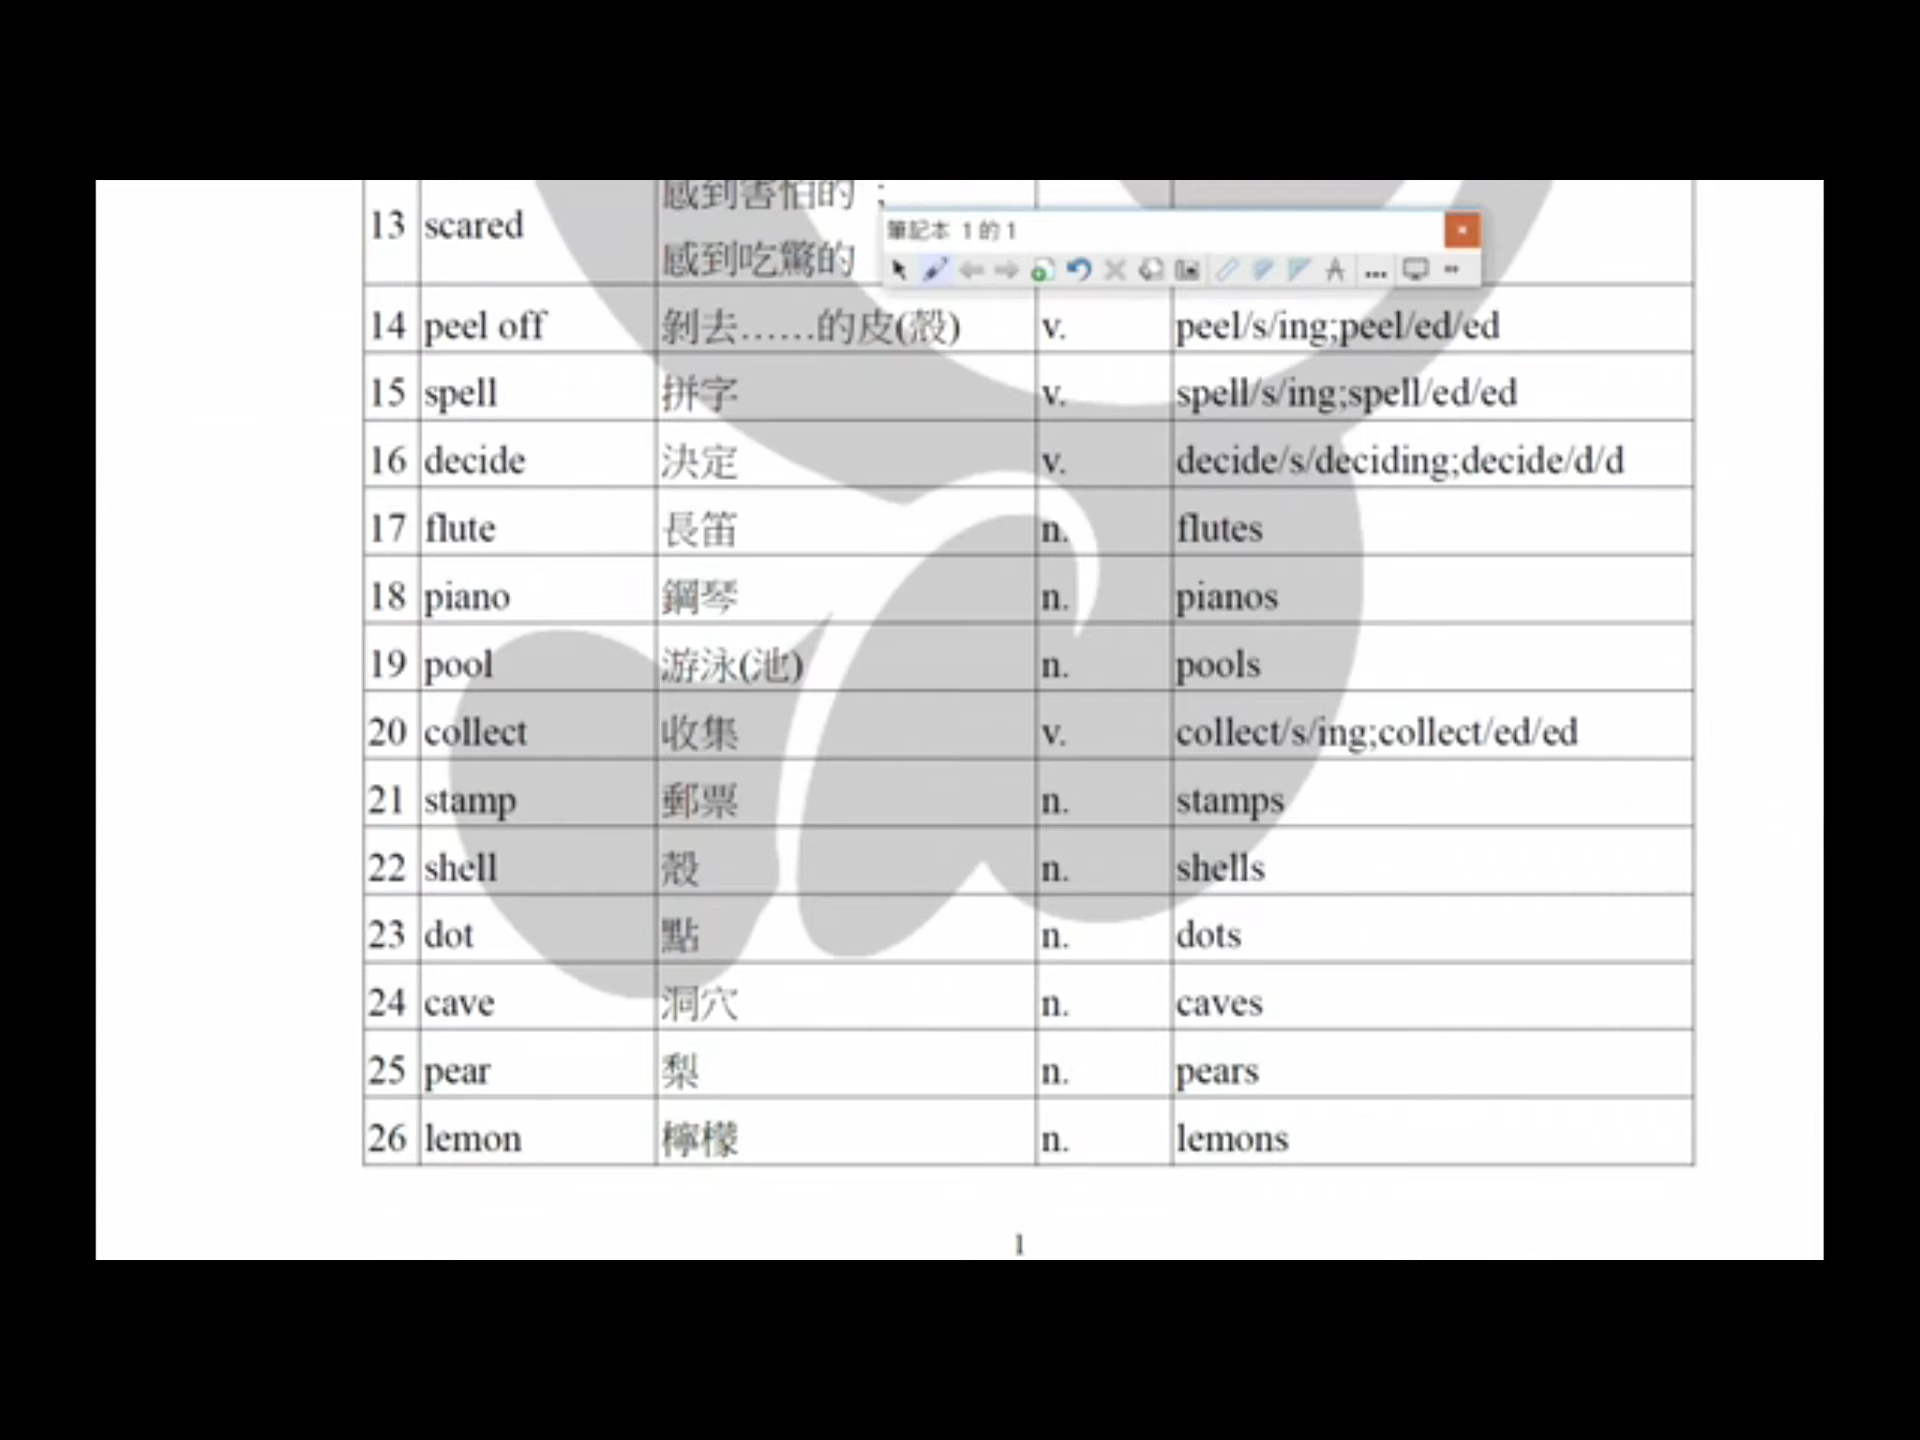 感到害怕的；
13 scared
感到吃驚的
筆記本 1 的 1
14 peel off 剝去……的皮(殼) v. peel/s/ing;peel/ed/ed
15 spell 拼字 v. spell/s/ing;spell/ed/ed
16 decide 決定 v. decide/s/deciding;decide/d/d
17 flute 長笛 n. flutes
18 piano 鋼琴 n. pianos
19 pool 游泳(池) n. pools
20 collect 收集 v. collect/s/ing;collect/ed/ed
21 stamp 郵票 n. stamps
22 shell 殼 n. shells
23 dot 點 n. dots
24 cave 洞穴 n. caves
25 pear 梨 n. pears
26 lemon 檸檬 n. lemons
1